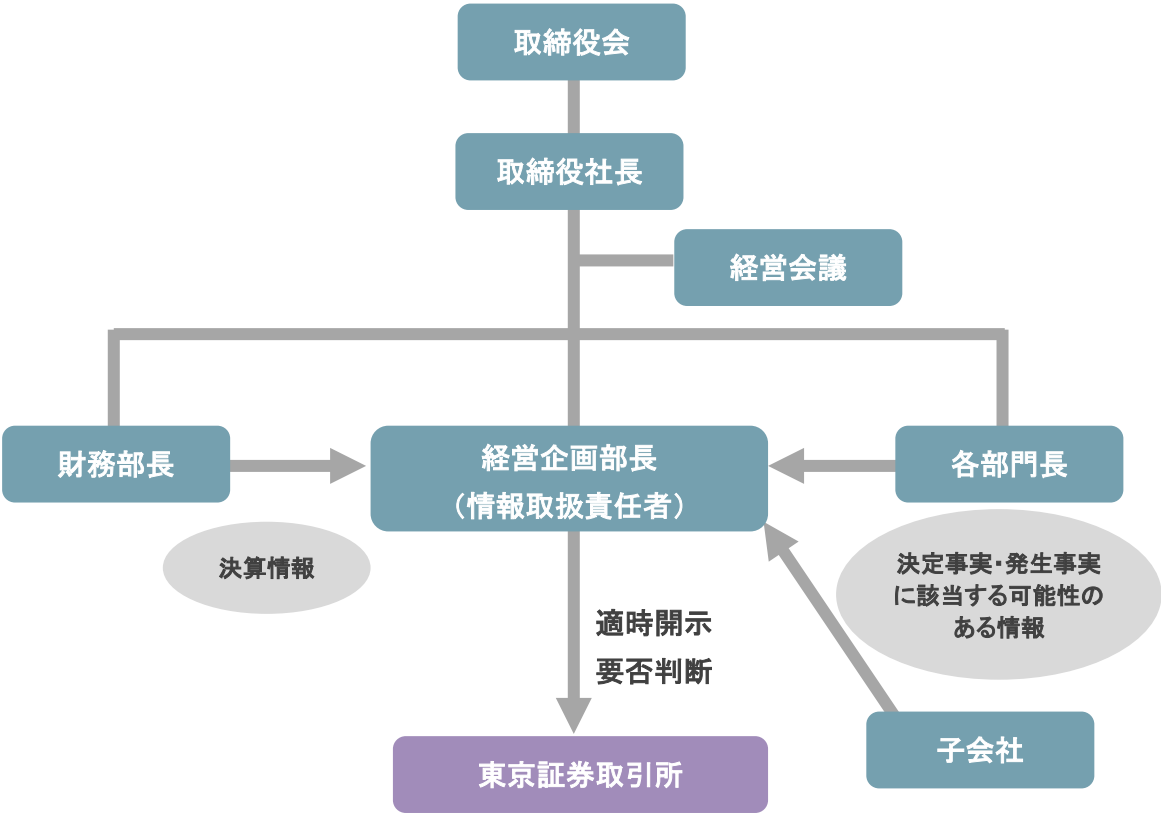 取締役会
取締役社長
経営会議
財務部長
経営企画部長
（情報取扱責任者）
各部門長
決算情報
決定事実・発生事実
に該当する可能性の
ある情報
適時開示
要否判断
子会社
東京証券取引所